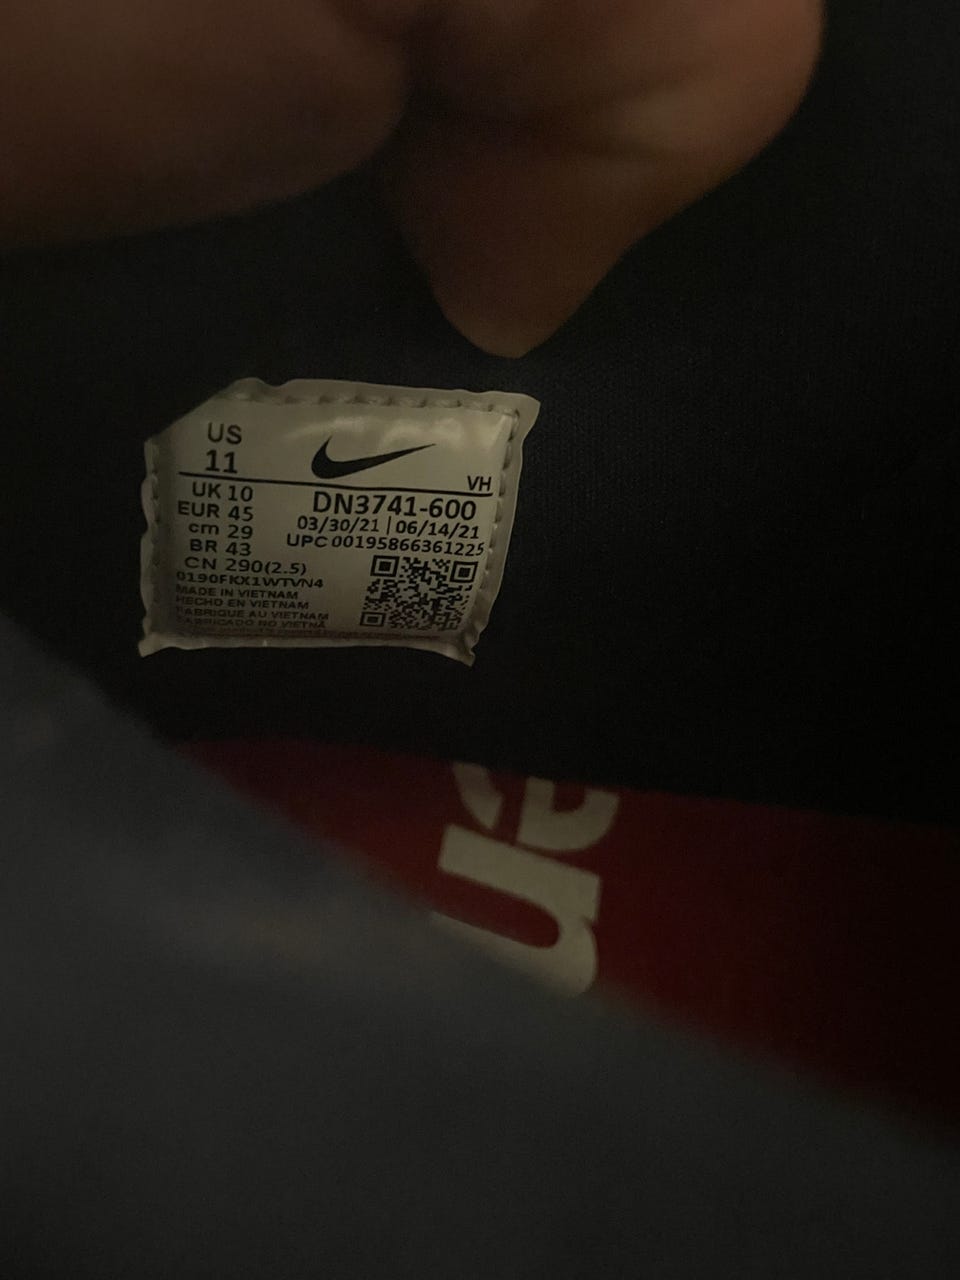 US
11
VH
UK 10
EUR 45
cm 29
BR 43
CN 290(2.5)
0190FKX1WTVN4
MADE IN VIETNAM
HECHO EN VIETNAM
FABRIQUE AU VIETNAM
FABRICADO NO VIETNÃ
DN3741-600
03/30/21 | 06/14/21
UPC 00195866361225
en